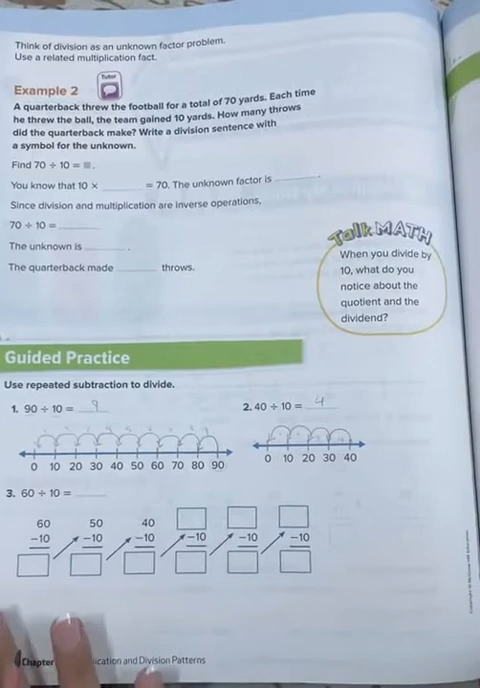 Think of division as an unknown factor problem.
Use a related multiplication fact.
Tutor
Example 2
A quarterback threw the football for a total of 70 yards. Each time
he threw the ball, the team gained 10 yards. How many throws
did the quarterback make? Write a division sentence with
a symbol for the unknown.
Find 70 ÷ 10 = ■.
You know that 10 × ______ = 70. The unknown factor is ______.
Since division and multiplication are inverse operations,
70 ÷ 10 = ______
The unknown is ______.
The quarterback made ______ throws.
Talk MATH
When you divide by
10, what do you
notice about the
quotient and the
dividend?
Guided Practice
Use repeated subtraction to divide.
1. 90 ÷ 10 = 9
2. 40 ÷ 10 = 4
0 10 20 30 40 50 60 70 80 90
0 10 20 30 40
3. 60 ÷ 10 = ______
60 50 40
−10 −10 −10 −10 −10 −10
Chapter
ication and Division Patterns